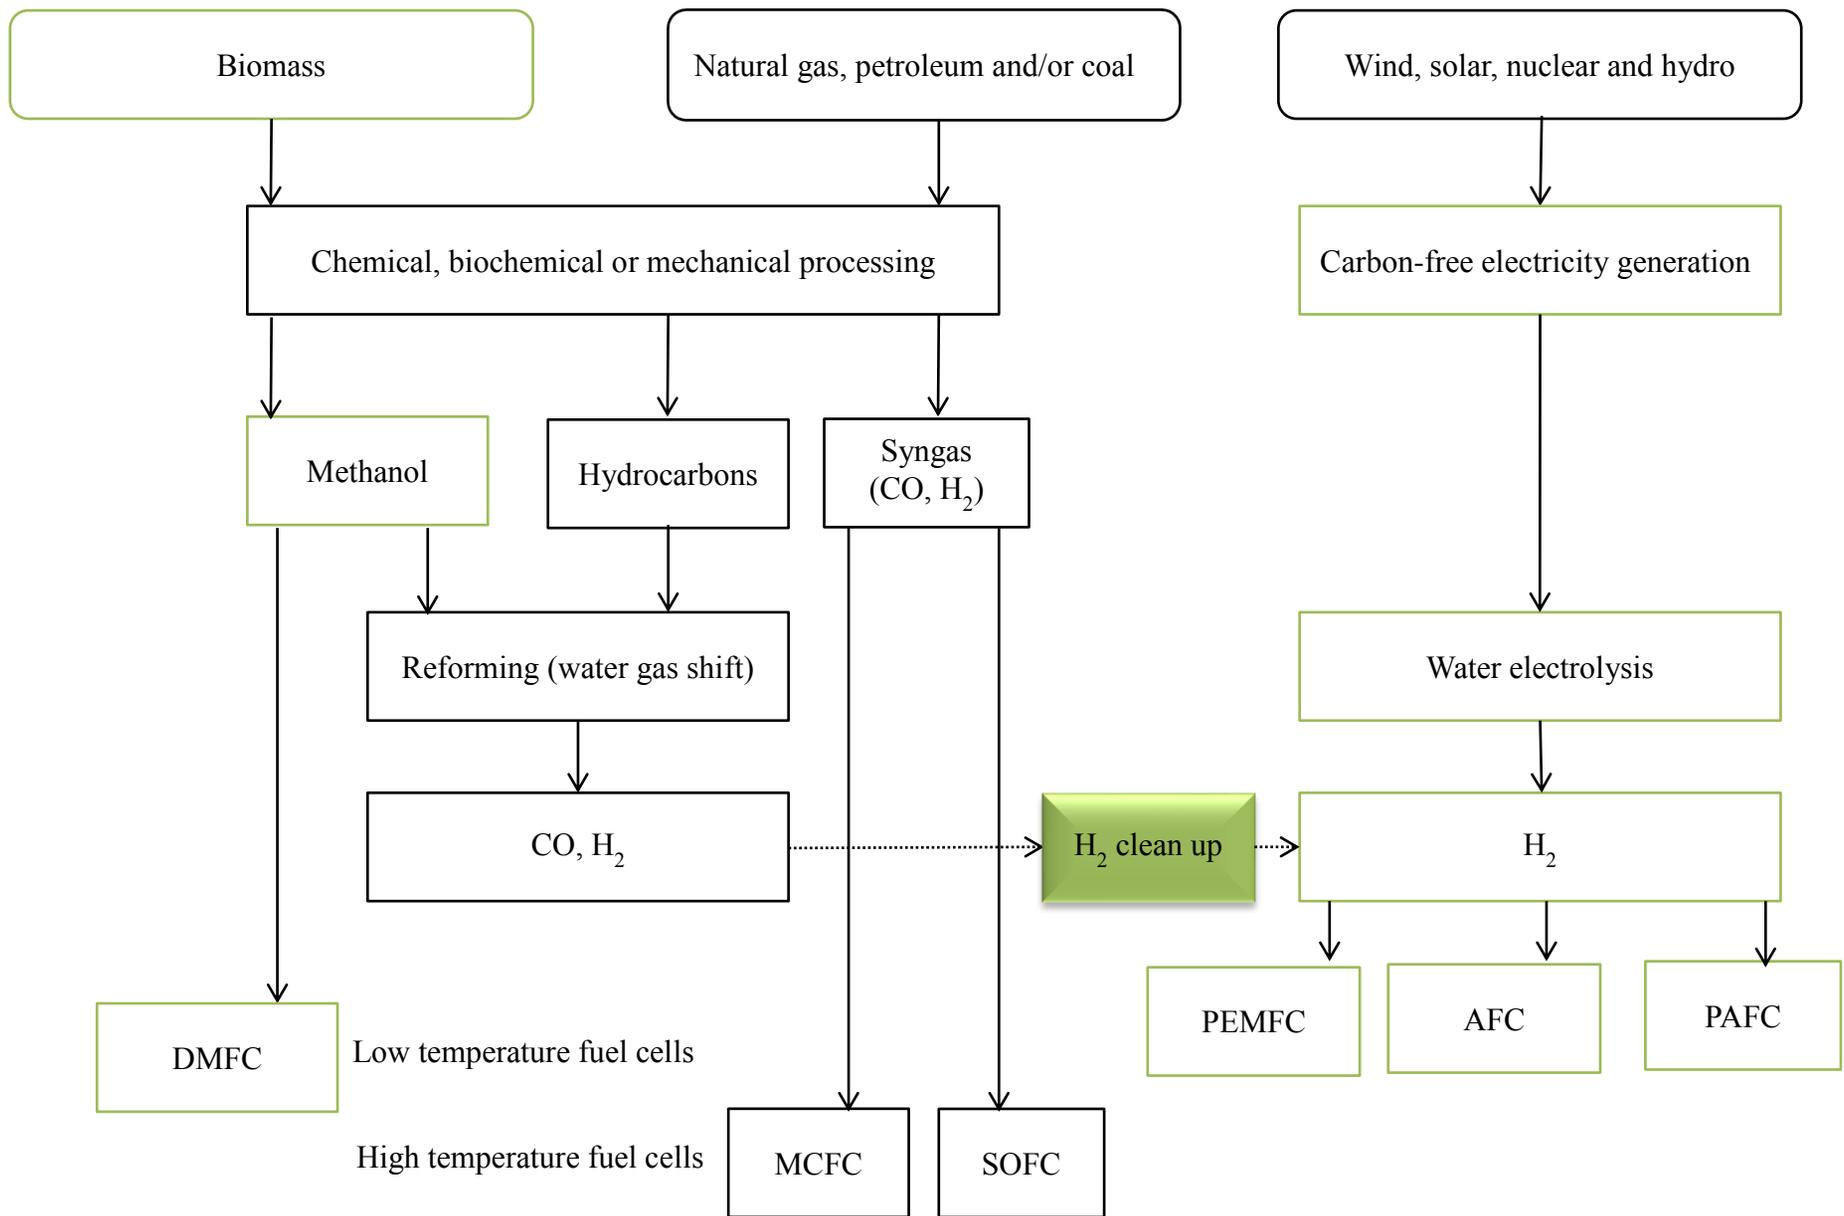 Biomass
Natural gas, petroleum and/or coal
Wind, solar, nuclear and hydro
Chemical, biochemical or mechanical processing
Carbon-free electricity generation
Methanol
Hydrocarbons
Syngas
(CO, H₂)
Reforming (water gas shift)
Water electrolysis
CO, H₂
H₂ clean up
H₂
PEMFC
AFC
PAFC
DMFC
Low temperature fuel cells
High temperature fuel cells
MCFC
SOFC